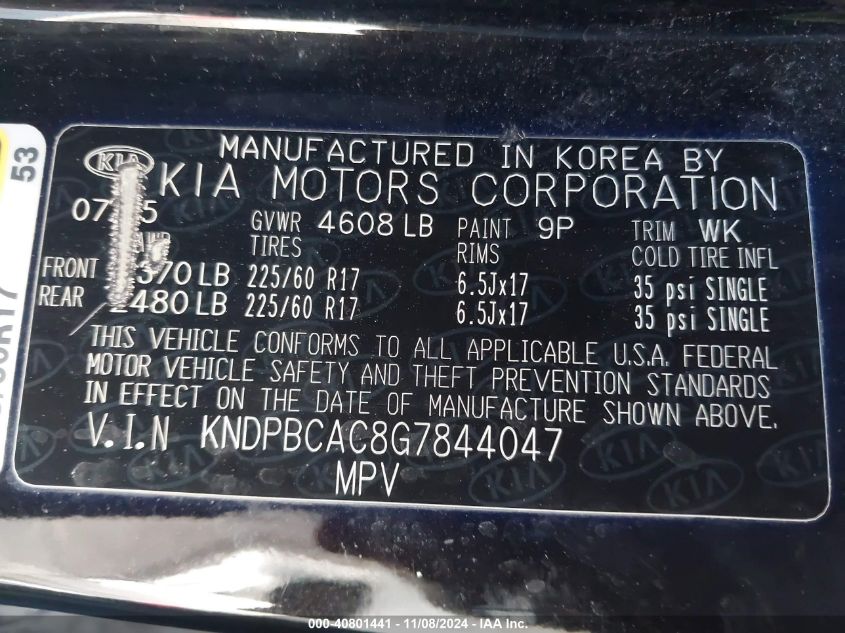 53
MANUFACTURED IN KOREA BY
KIA KIA MOTORS CORPORATION
GVWR 4608 LB PAINT 9P TRIM WK
TIRES RIMS COLD TIRE INFL
FRONT 225/60 R17 6.5Jx17 35 psi SINGLE
REAR 2480 LB 225/60 R17 6.5Jx17 35 psi SINGLE
THIS VEHICLE CONFORMS TO ALL APPLICABLE U.S.A. FEDERAL
MOTOR VEHICLE SAFETY AND THEFT PREVENTION STANDARDS
IN EFFECT ON THE DATE OF MANUFACTURE SHOWN ABOVE.
V.I.N KNDPBCAC8G7844047
MPV
000-40801441 - 11/08/2024 - IAA Inc.